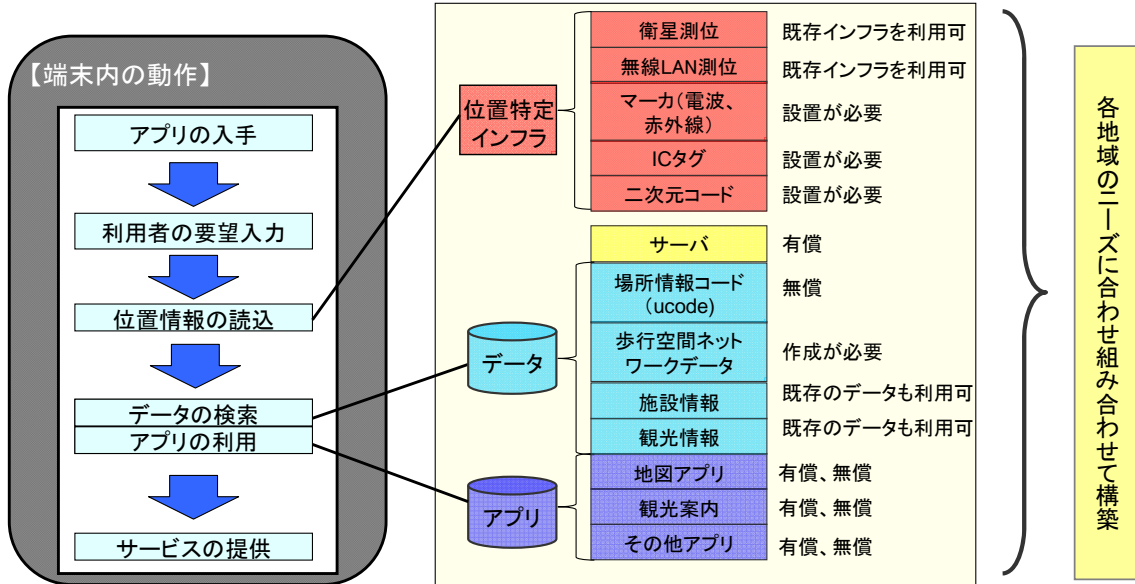 【端末内の動作】
アプリの入手
利用者の要望入力
位置情報の読込
データの検索
アプリの利用
サービスの提供
位置特定
インフラ
衛星測位 既存インフラを利用可
無線LAN測位 既存インフラを利用可
マーカ(電波、
赤外線) 設置が必要
ICタグ 設置が必要
二次元コード 設置が必要
サーバ 有償
データ
場所情報コード
(ucode) 無償
歩行空間ネット
ワークデータ 作成が必要
施設情報 既存のデータも利用可
観光情報 既存のデータも利用可
アプリ
地図アプリ 有償、無償
観光案内 有償、無償
その他アプリ 有償、無償
各地域のニーズに合わせ組み合わせて構築